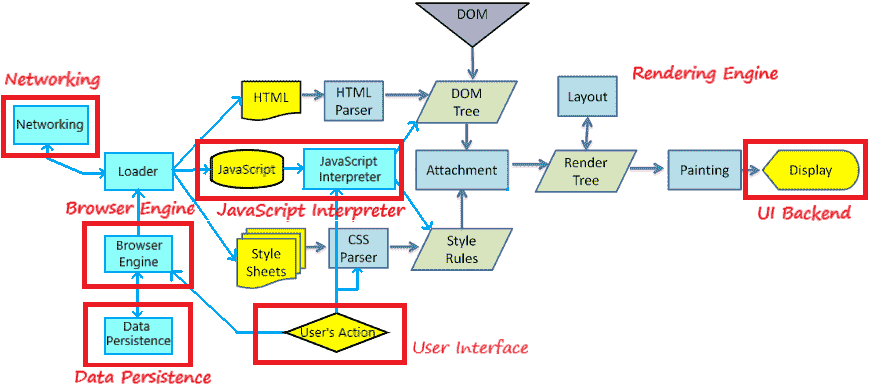 DOM
Networking
Rendering Engine
HTML
HTML
Parser
DOM
Tree
Layout
Networking
Loader
JavaScript
JavaScript
Interpreter
Attachment
Render
Tree
Painting
Display
Browser Engine
JavaScript Interpreter
UI Backend
Browser
Engine
Style
Sheets
CSS
Parser
Style
Rules
Data
Persistence
User's Action
User Interface
Data Persistence